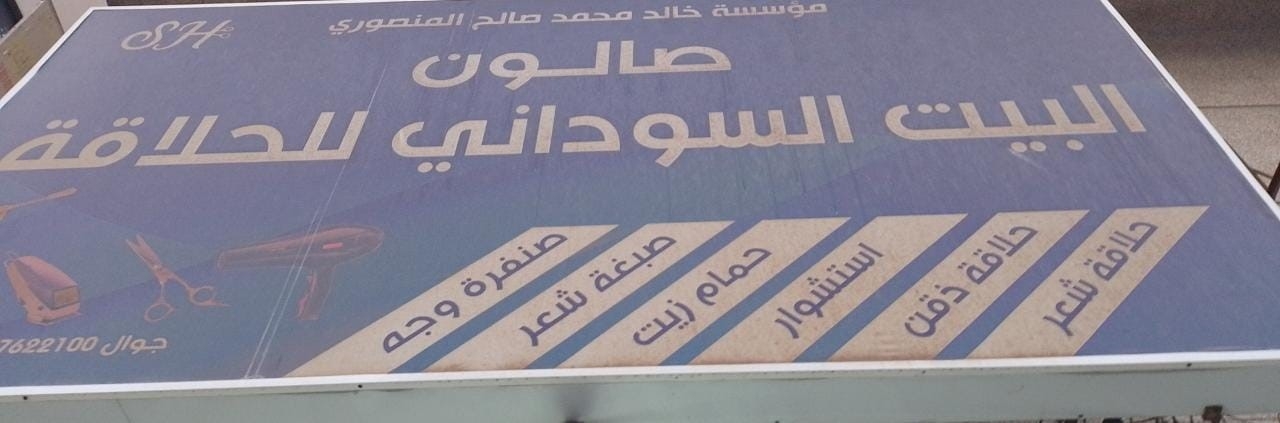 مؤسسة خالد محمد صالح المنصوري
SH
صالون
البيت السوداني للحلاقة
حلاقة شعر
حلاقة ذقن
استشوار
حمام زيت
صبغة شعر
صنفرة وجه
جوال 7622100